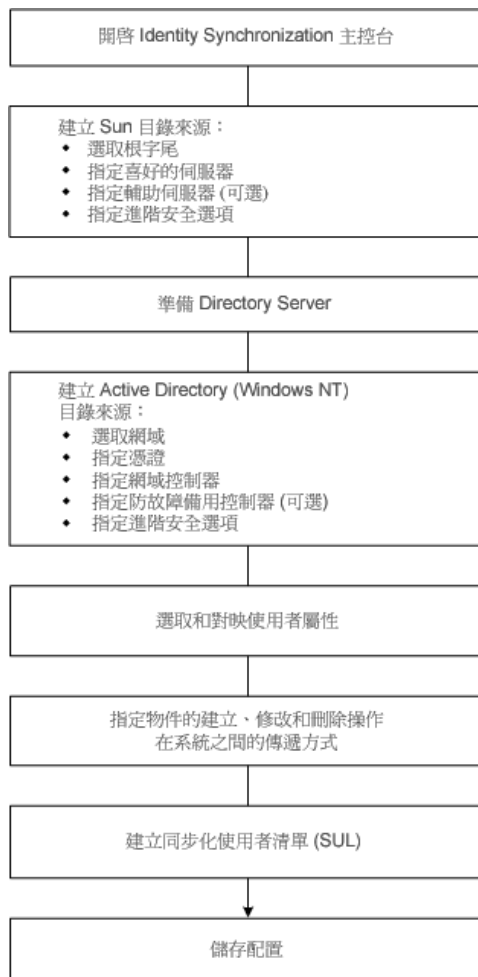 開啓 Identity Synchronization 主控台
建立 Sun 目錄來源：
◆ 選取根字尾
◆ 指定喜好的伺服器
◆ 指定輔助伺服器 (可選)
◆ 指定進階安全選項
準備 Directory Server
建立 Active Directory (Windows NT)
目錄來源：
◆ 選取網域
◆ 指定憑證
◆ 指定網域控制器
◆ 指定防故障備用控制器 (可選)
◆ 指定進階安全選項
選取和對映使用者屬性
指定物件的建立、修改和刪除操作
在系統之間的傳遞方式
建立同步化使用者清單 (SUL)
儲存配置